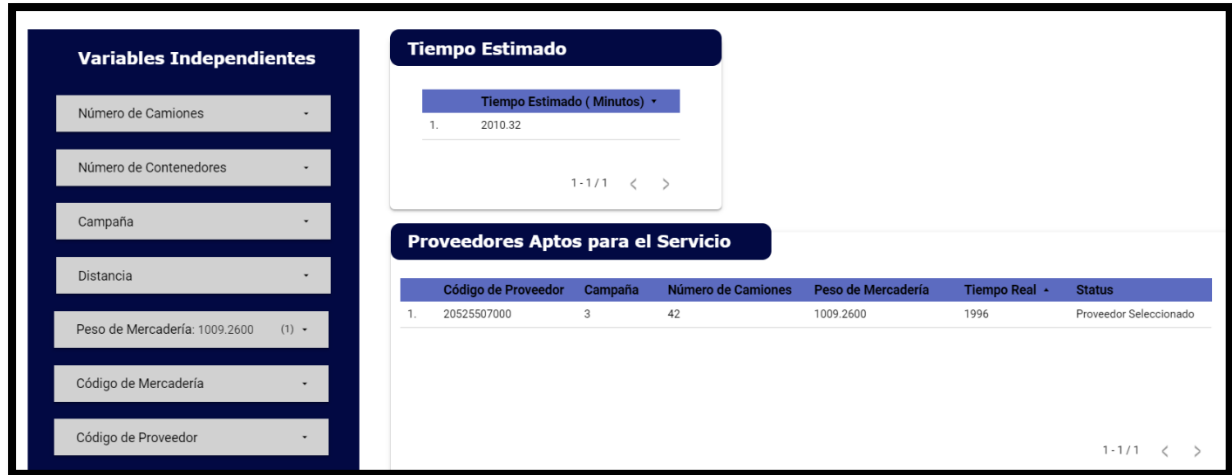 Variables Independientes
Número de Camiones
Número de Contenedores
Campaña
Distancia
Peso de Mercadería: 1009.2600 (1)
Código de Mercadería
Código de Proveedor
Tiempo Estimado
Tiempo Estimado ( Minutos)
1. 2010.32
1 - 1 / 1 < >
Proveedores Aptos para el Servicio
Código de Proveedor Campaña Número de Camiones Peso de Mercadería Tiempo Real Status
1. 20525507000 3 42 1009.2600 1996 Proveedor Seleccionado
1 - 1 / 1 < >